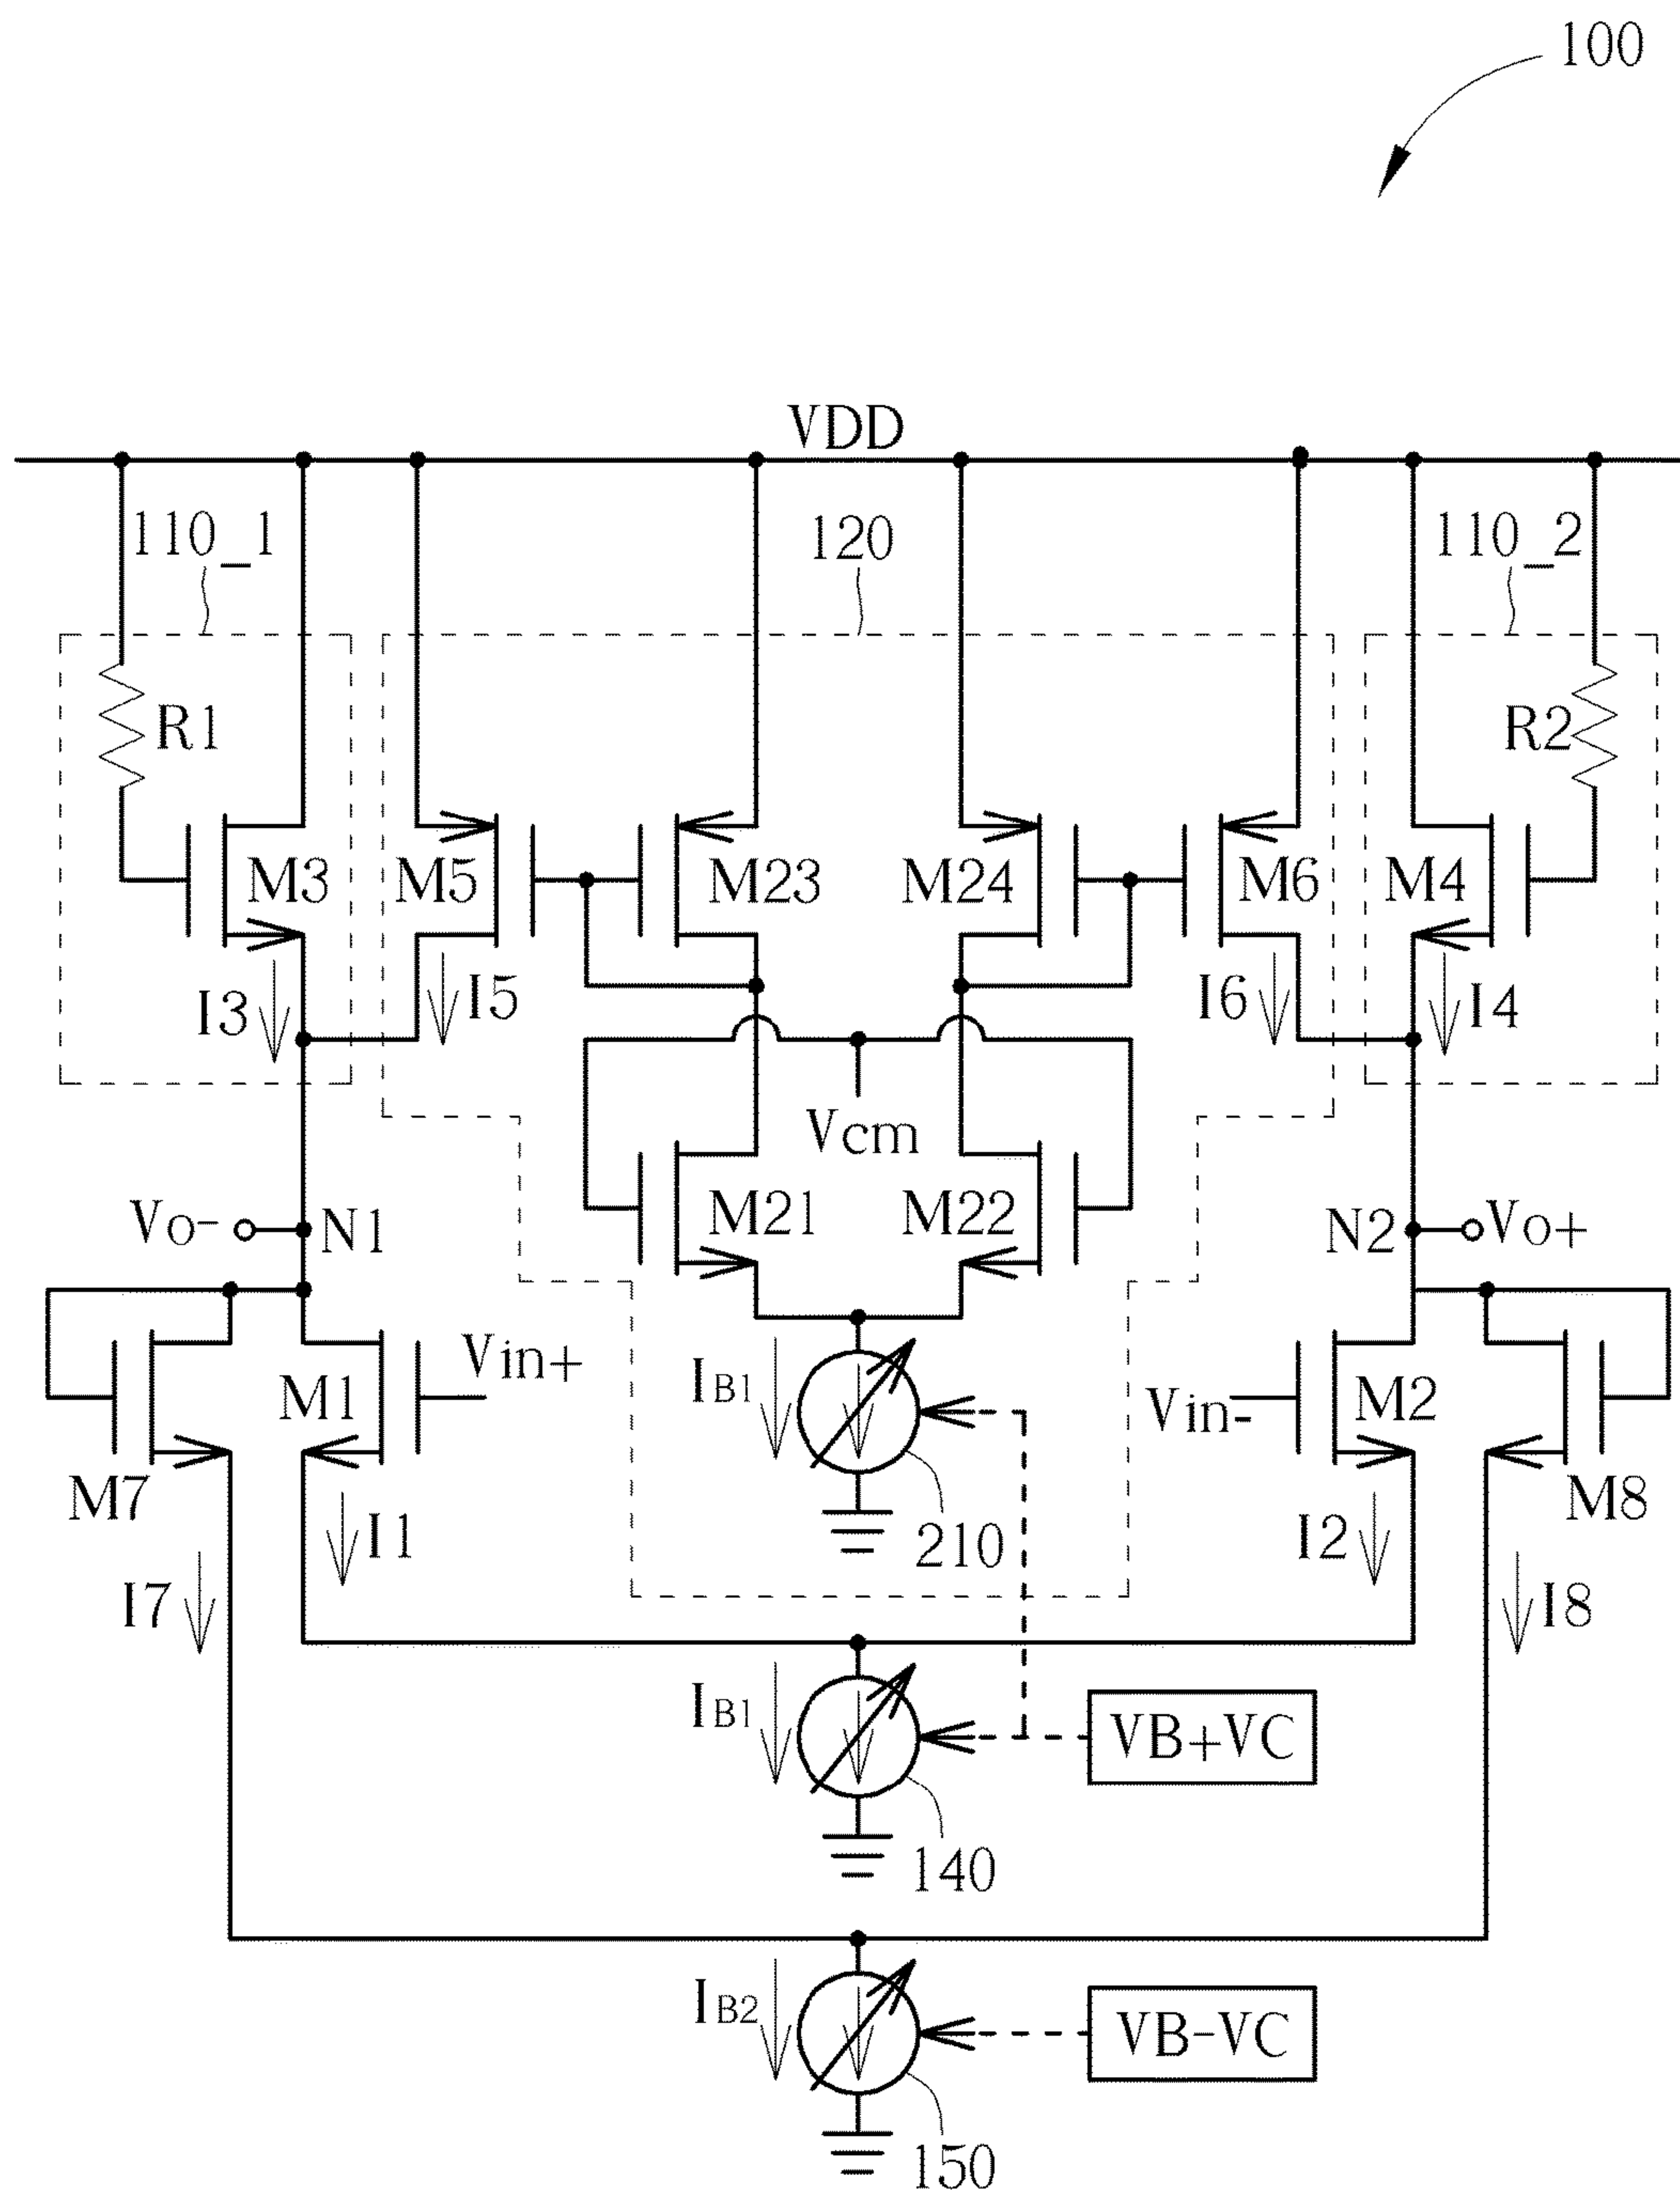 100
VDD
110_1
120
110_2
R1
R2
M3
M5
M23
M24
M6
M4
I3
I5
I6
I4
Vcm
Vo-
N1
M21
M22
N2
Vo+
Vin+
M1
IB1
Vin-
M2
M7
M8
I1
210
I2
I7
I8
IB1
VB+VC
140
IB2
VB-VC
150